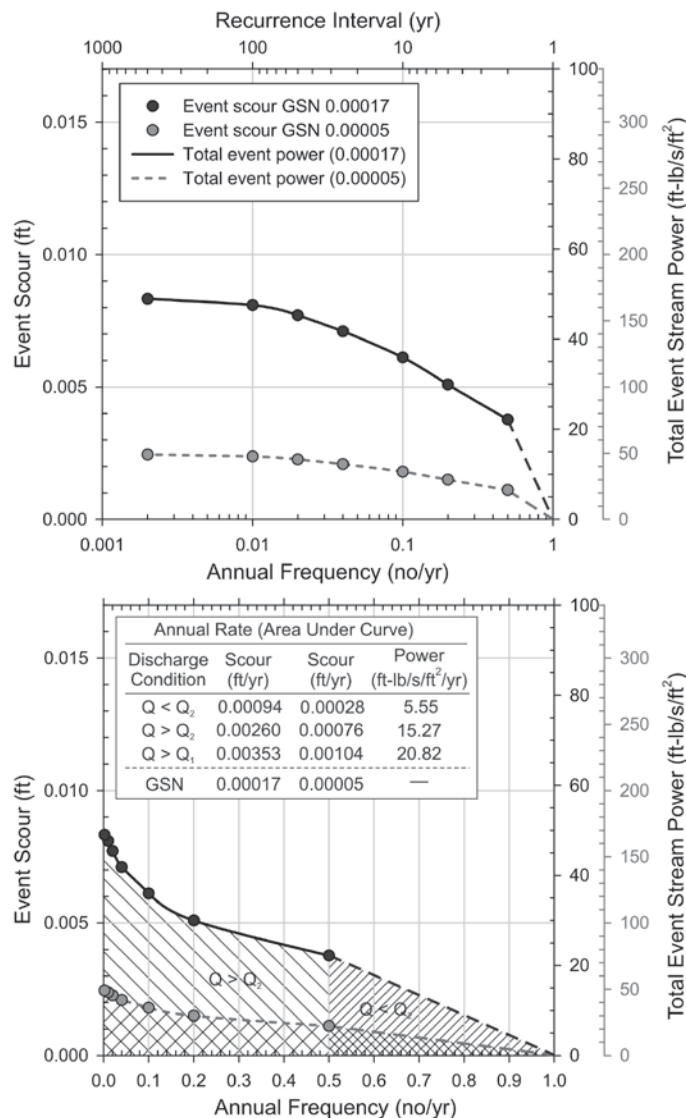 Recurrence Interval (yr)
1000 100 10 1
Event Scour (ft)
0.015
0.010
0.005
0.000
Event scour GSN 0.00017
Event scour GSN 0.00005
Total event power (0.00017)
Total event power (0.00005)
100
80
60
40
20
0
300
250
200
150
100
50
0
Total Event Stream Power (ft-lb/s/ft²)
0.001 0.01 0.1 1
Annual Frequency (no/yr)
Event Scour (ft)
0.015
0.010
0.005
0.000
Annual Rate (Area Under Curve)
Discharge Condition Scour (ft/yr) Scour (ft/yr) Power (ft-lb/s/ft²/yr)
Q < Q₂ 0.00094 0.00028 5.55
Q > Q₂ 0.00260 0.00076 15.27
Q > Q₁ 0.00353 0.00104 20.82
GSN 0.00017 0.00005 —
Q > Q₂
Q < Q₂
100
80
60
40
20
0
300
250
200
150
100
50
0
Total Event Stream Power (ft-lb/s/ft²)
0.0 0.1 0.2 0.3 0.4 0.5 0.6 0.7 0.8 0.9 1.0
Annual Frequency (no/yr)